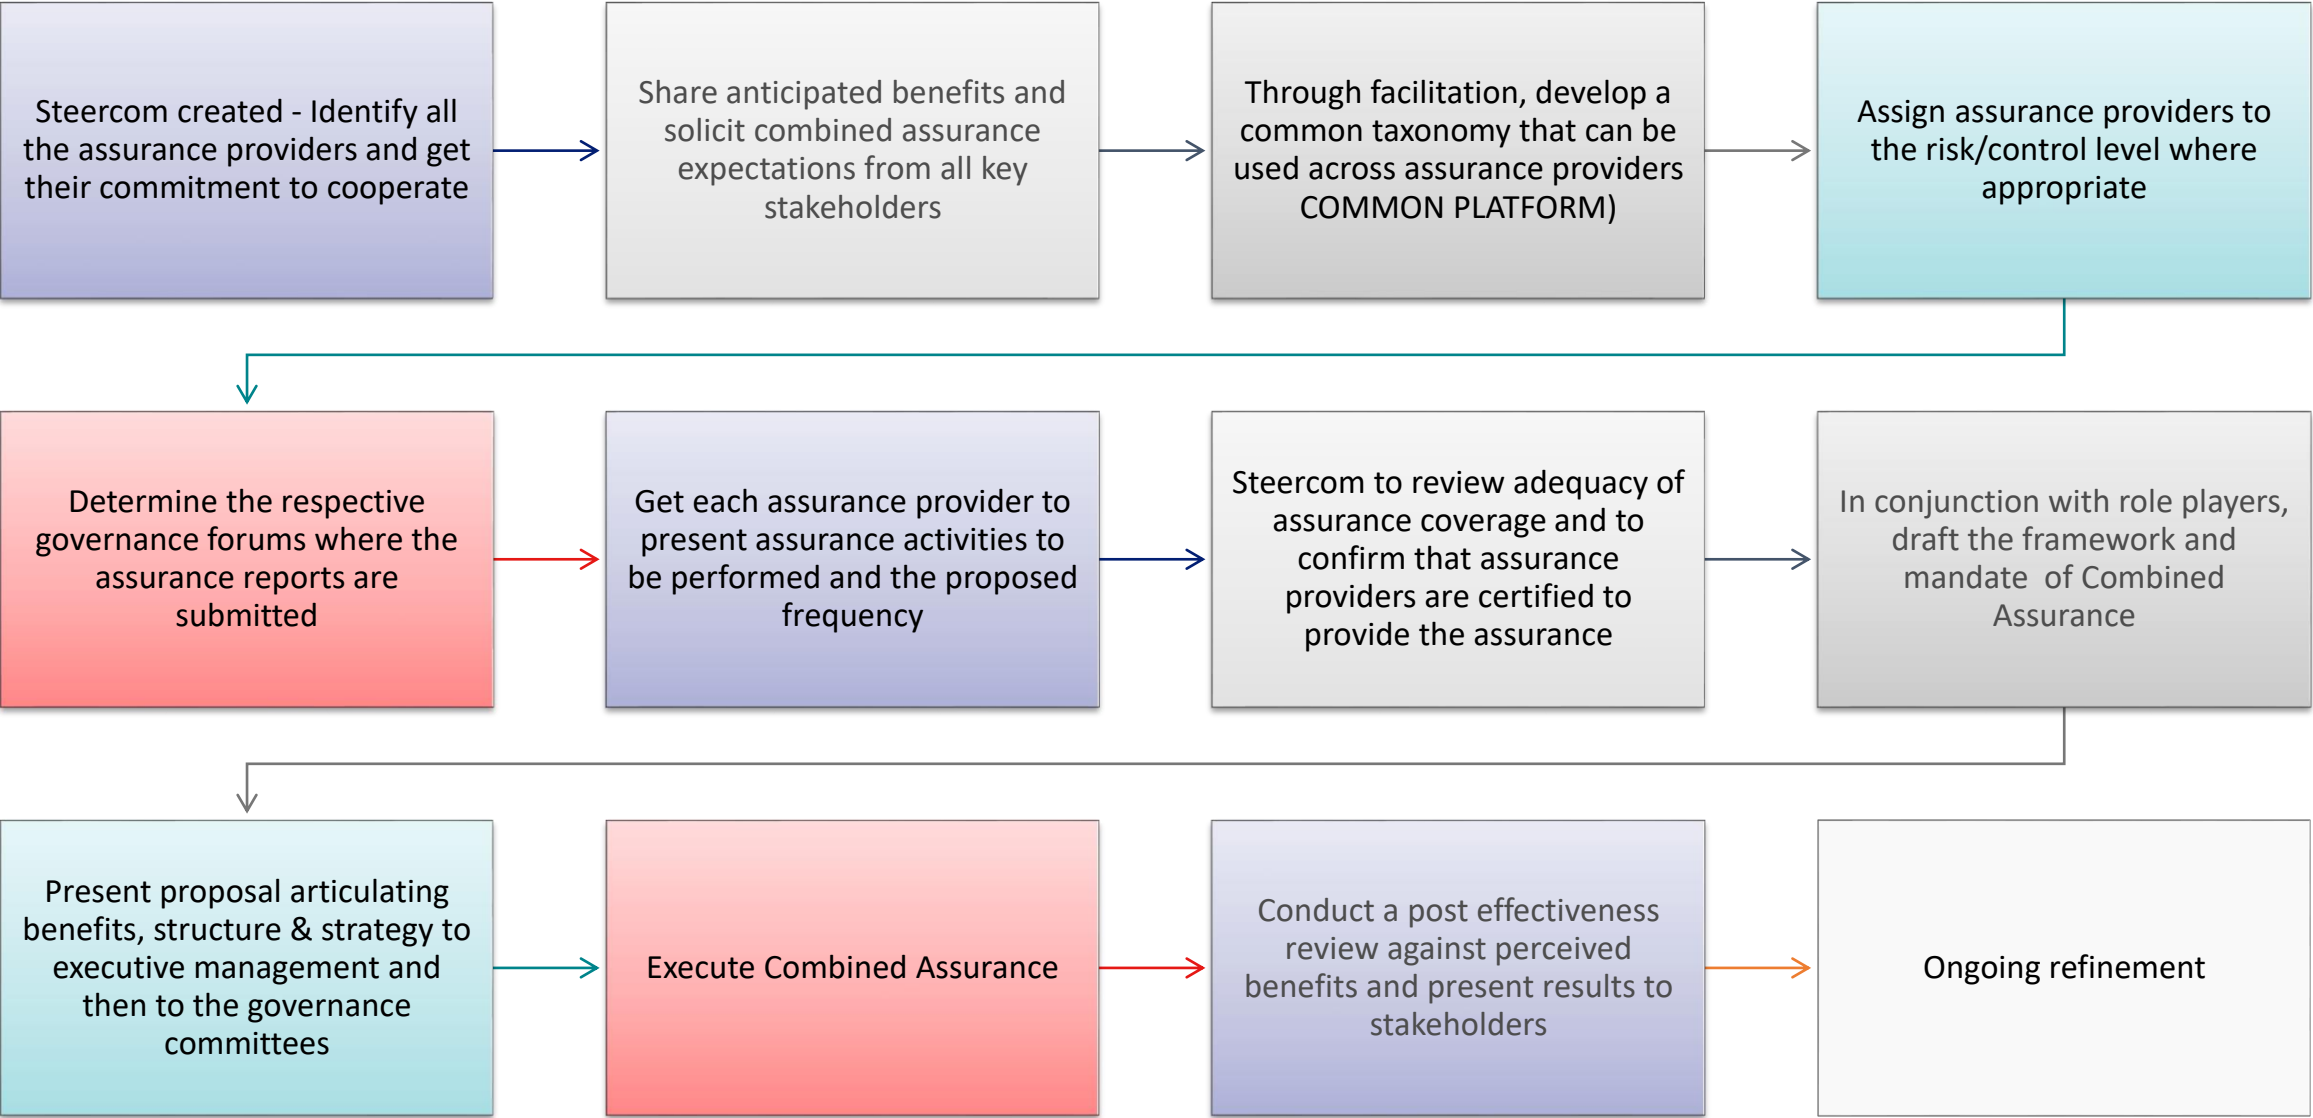 Steercom created - Identify all
the assurance providers and get
their commitment to cooperate
Share anticipated benefits and
solicit combined assurance
expectations from all key
stakeholders
Through facilitation, develop a
common taxonomy that can be
used across assurance providers
COMMON PLATFORM)
Assign assurance providers to
the risk/control level where
appropriate
Determine the respective
governance forums where the
assurance reports are
submitted
Get each assurance provider to
present assurance activities to
be performed and the proposed
frequency
Steercom to review adequacy of
assurance coverage and to
confirm that assurance
providers are certified to
provide the assurance
In conjunction with role players,
draft the framework and
mandate  of Combined
Assurance
Present proposal articulating
benefits, structure & strategy to
executive management and
then to the governance
committees
Execute Combined Assurance
Conduct a post effectiveness
review against perceived
benefits and present results to
stakeholders
Ongoing refinement